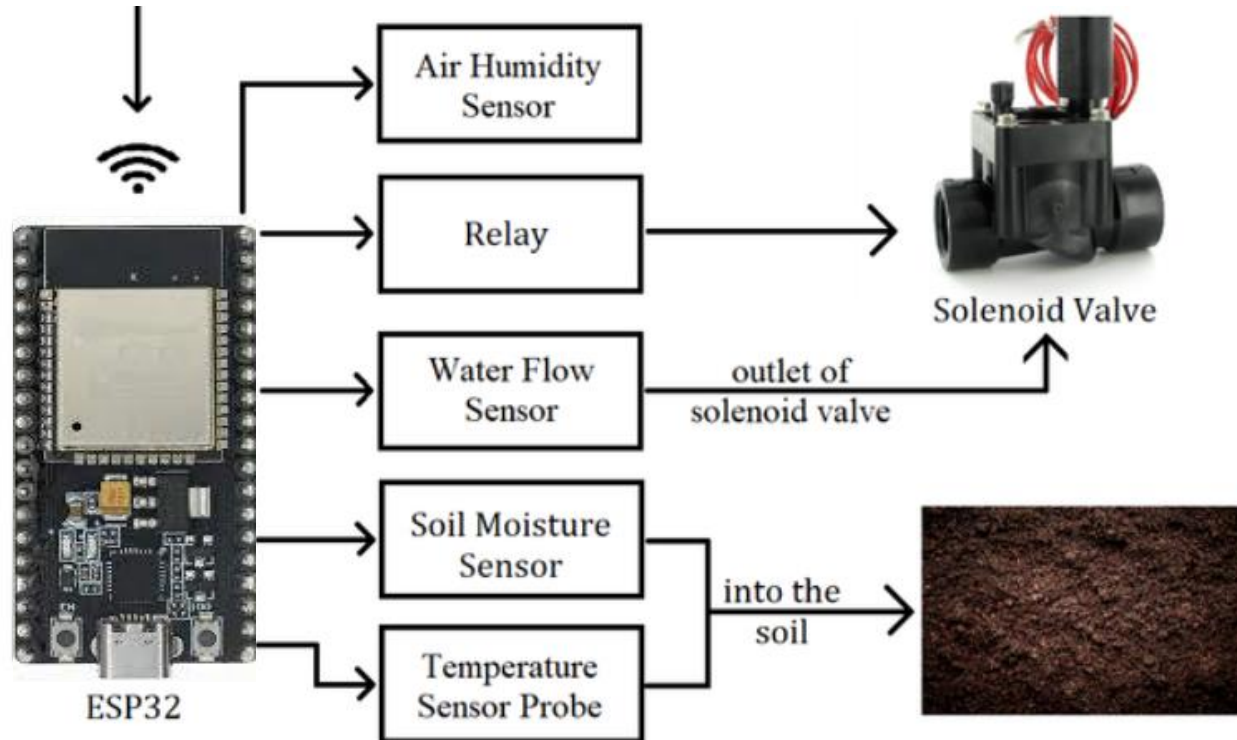 Air Humidity
Sensor
Relay
Solenoid Valve
Water Flow
Sensor
outlet of
solenoid valve
Soil Moisture
Sensor
into the
soil
Temperature
Sensor Probe
ESP32